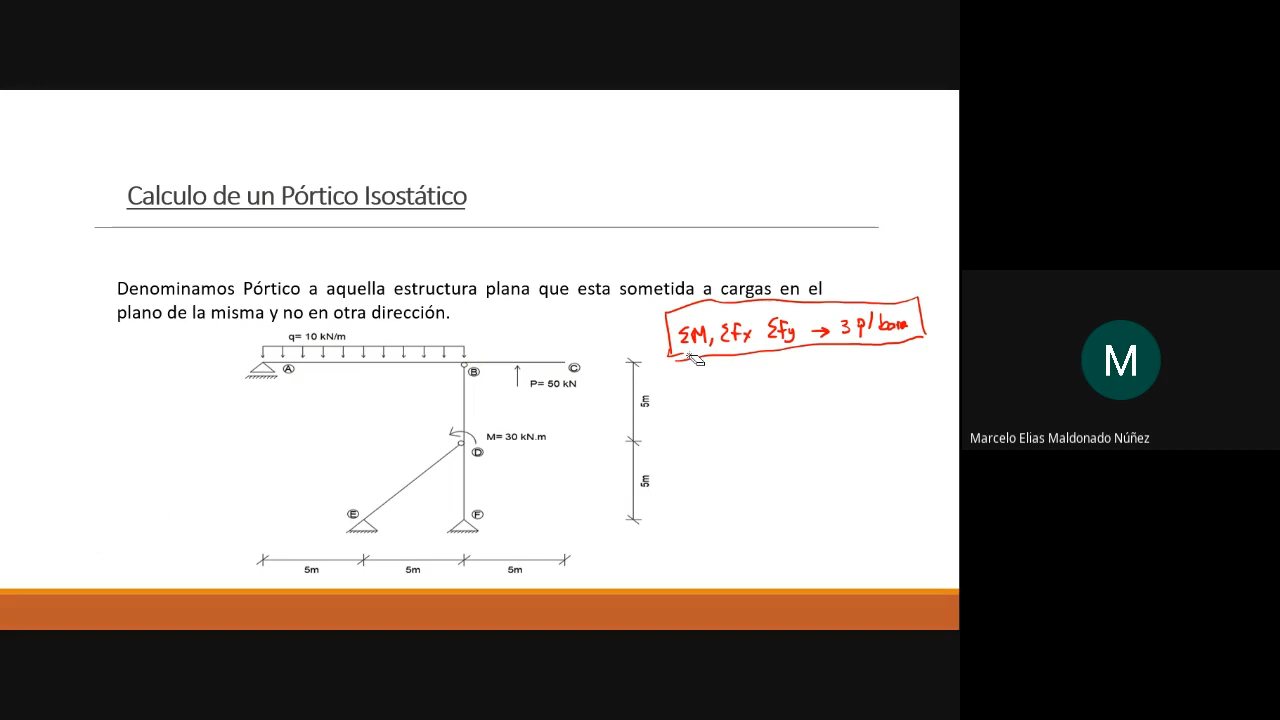 Calculo de un Pórtico Isostático
Denominamos Pórtico a aquella estructura plana que esta sometida a cargas en el
plano de la misma y no en otra dirección.
ΣM, Σfx Σfy → 3 p/ barra
q= 10 kN/m
A
B
C
P= 50 kN
5m
M= 30 kN.m
D
5m
E
F
5m
5m
5m
M
Marcelo Elias Maldonado Núñez